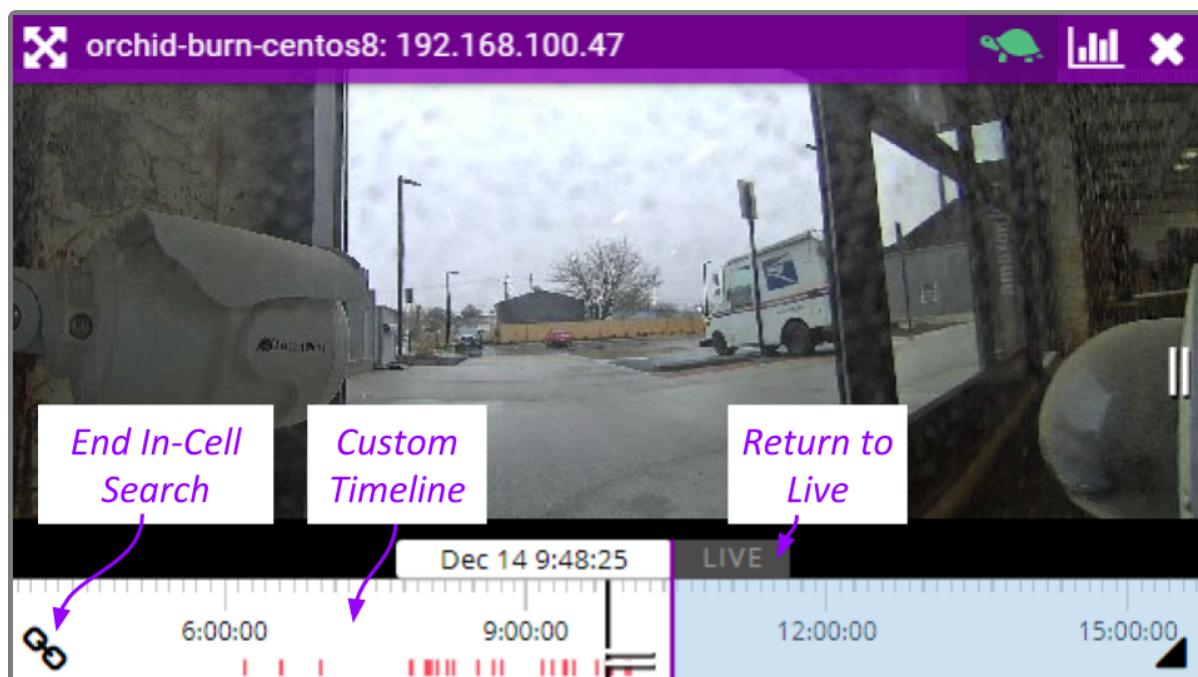 orchid-burn-centos8: 192.168.100.47
End In-Cell
Search
Custom
Timeline
Return to
Live
Dec 14 9:48:25
LIVE
6:00:00
9:00:00
12:00:00
15:00:00